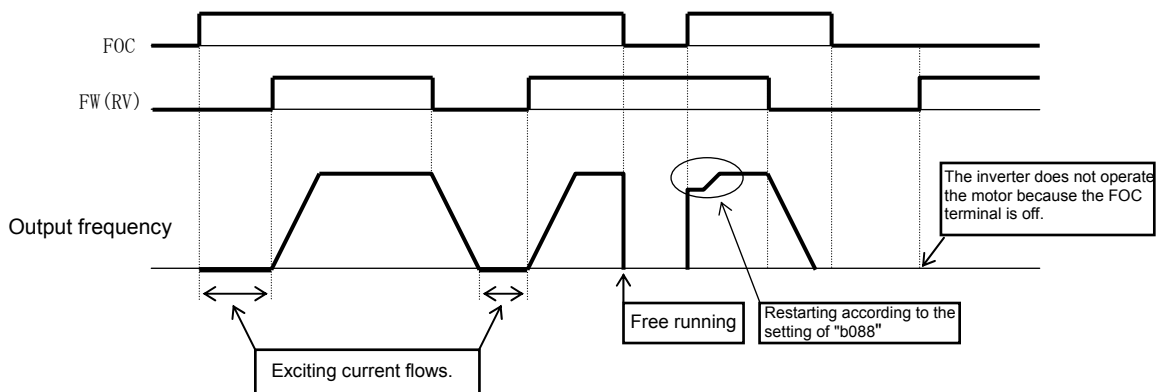 FOC
FW(RV)
Output frequency
The inverter does not operate
the motor because the FOC
terminal is off.
Free running
Restarting according to the
setting of "b088"
Exciting current flows.